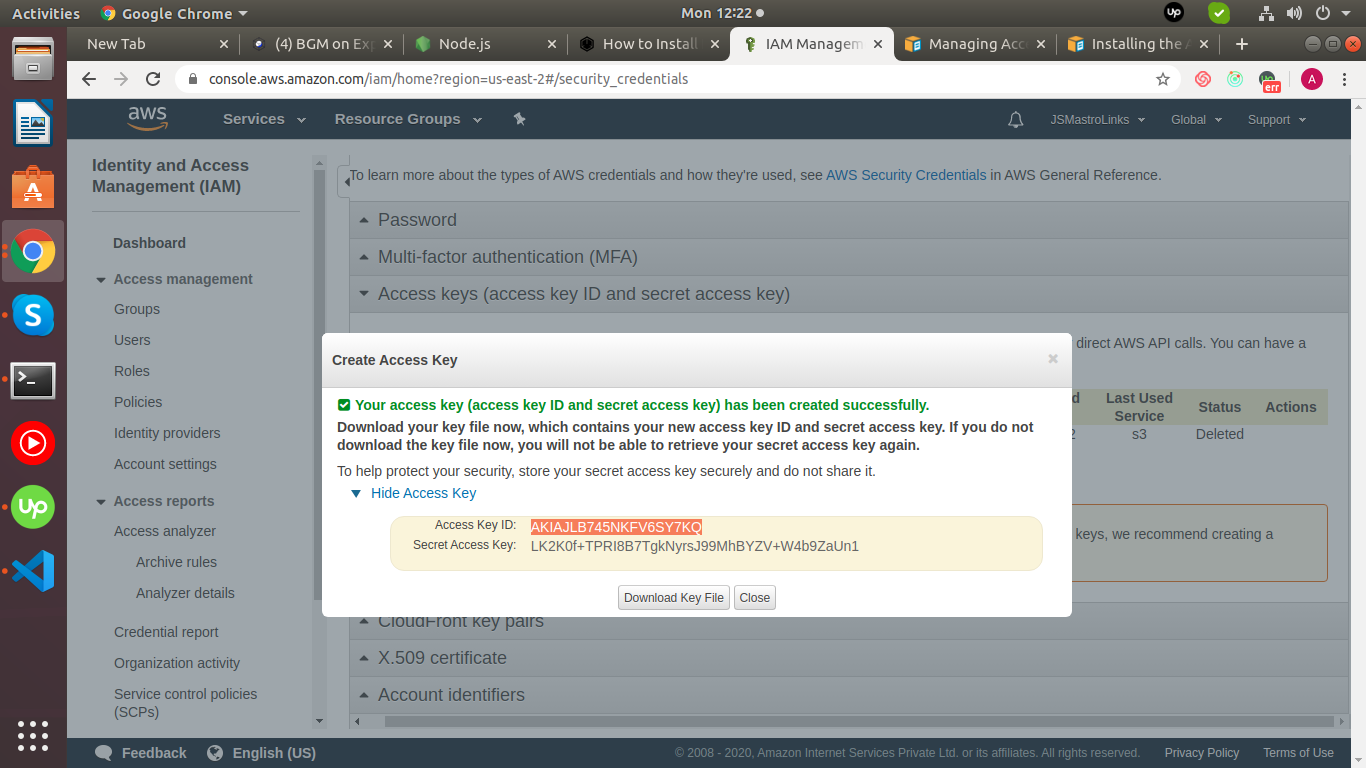 Activities
Google Chrome
Mon 12:22
New Tab
(4) BGM on Exp
Node.js
How to Install
IAM Managem
Managing Acc
Installing the A
console.aws.amazon.com/iam/home?region=us-east-2#/security_credentials
err
A
aws
Services
Resource Groups
JSMastroLinks
Global
Support
Identity and Access
Management (IAM)
Dashboard
Access management
Groups
Users
Roles
Policies
Identity providers
Account settings
Access reports
Access analyzer
Archive rules
Analyzer details
Credential report
Organization activity
Service control policies
(SCPs)
To learn more about the types of AWS credentials and how they're used, see AWS Security Credentials in AWS General Reference.
Password
Multi-factor authentication (MFA)
Access keys (access key ID and secret access key)
direct AWS API calls. You can have a
d
Last Used
Service
Status
Actions
2
s3
Deleted
keys, we recommend creating a
Create Access Key
Your access key (access key ID and secret access key) has been created successfully.
Download your key file now, which contains your new access key ID and secret access key. If you do not
download the key file now, you will not be able to retrieve your secret access key again.
To help protect your security, store your secret access key securely and do not share it.
Hide Access Key
Access Key ID: AKIAJLB745NKFV6SY7KQ
Secret Access Key: LK2K0f+TPRI8B7TgkNyrsJ99MhBYZV+W4b9ZaUn1
Download Key File
Close
CloudFront key pairs
X.509 certificate
Account identifiers
Feedback
English (US)
© 2008 - 2020, Amazon Internet Services Private Ltd. or its affiliates. All rights reserved.
Privacy Policy
Terms of Use